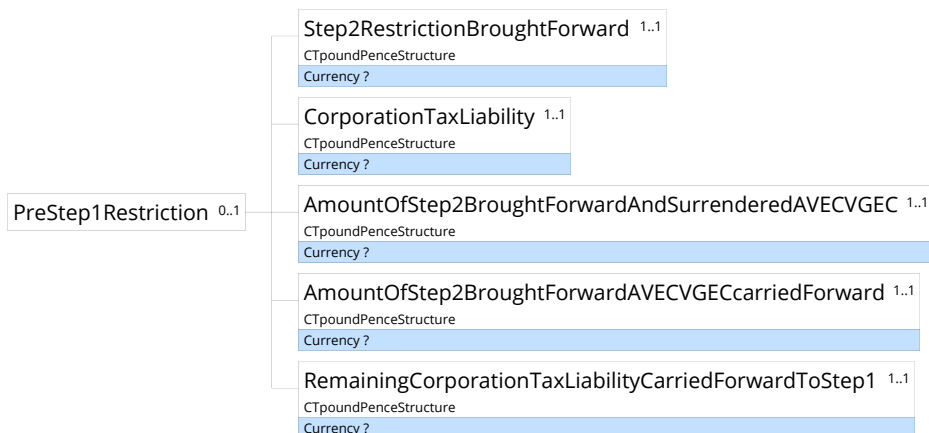 Step2RestrictionBroughtForward 1..1
CTpoundPenceStructure
Currency ?
CorporationTaxLiability 1..1
CTpoundPenceStructure
Currency ?
PreStep1Restriction 0..1
AmountOfStep2BroughtForwardAndSurrenderedAVECVGEC 1..1
CTpoundPenceStructure
Currency ?
AmountOfStep2BroughtForwardAVECVGECcarriedForward 1..1
CTpoundPenceStructure
Currency ?
RemainingCorporationTaxLiabilityCarriedForwardToStep1 1..1
CTpoundPenceStructure
Currency ?